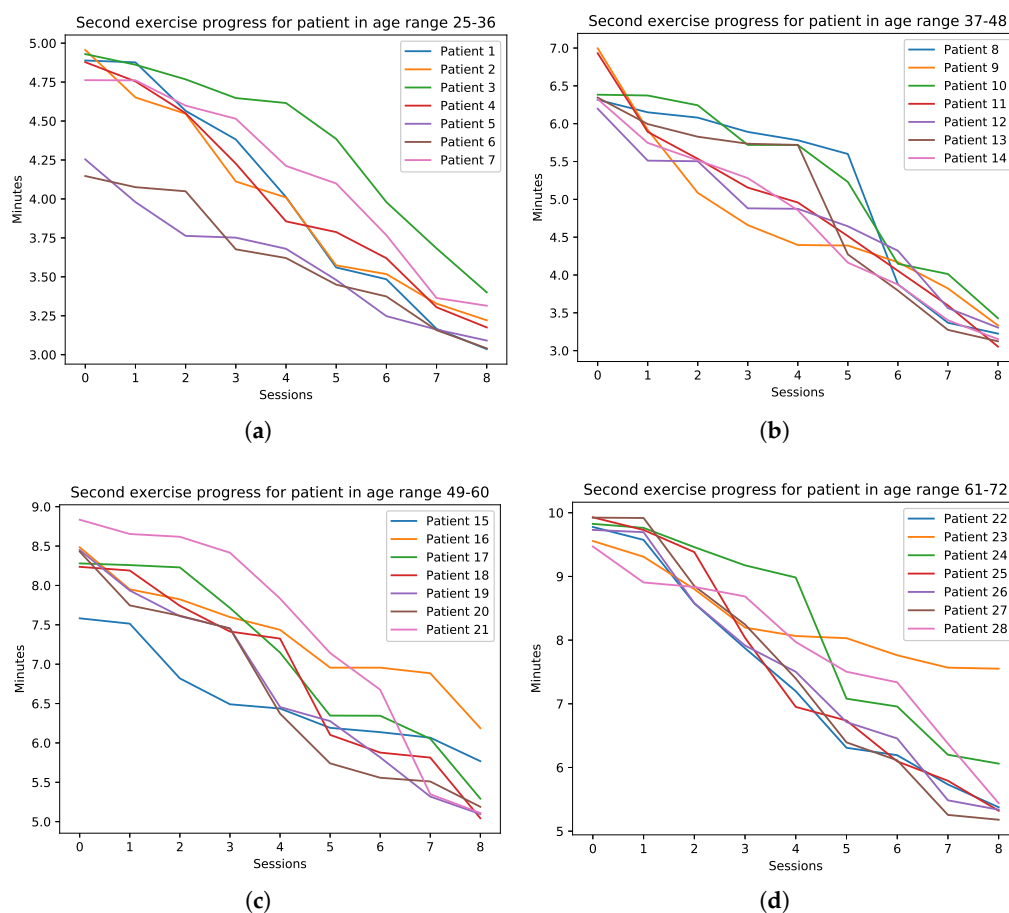 Second exercise progress for patient in age range 25-36
5.00
4.75
4.50
4.25
4.00
3.75
3.50
3.25
3.00
Minutes
0 1 2 3 4 5 6 7 8
Sessions
Patient 1
Patient 2
Patient 3
Patient 4
Patient 5
Patient 6
Patient 7
(a)
Second exercise progress for patient in age range 37-48
7.0
6.5
6.0
5.5
5.0
4.5
4.0
3.5
3.0
Minutes
0 1 2 3 4 5 6 7 8
Sessions
Patient 8
Patient 9
Patient 10
Patient 11
Patient 12
Patient 13
Patient 14
(b)
Second exercise progress for patient in age range 49-60
9.0
8.5
8.0
7.5
7.0
6.5
6.0
5.5
5.0
Minutes
0 1 2 3 4 5 6 7 8
Sessions
Patient 15
Patient 16
Patient 17
Patient 18
Patient 19
Patient 20
Patient 21
(c)
Second exercise progress for patient in age range 61-72
10
9
8
7
6
5
Minutes
0 1 2 3 4 5 6 7 8
Sessions
Patient 22
Patient 23
Patient 24
Patient 25
Patient 26
Patient 27
Patient 28
(d)